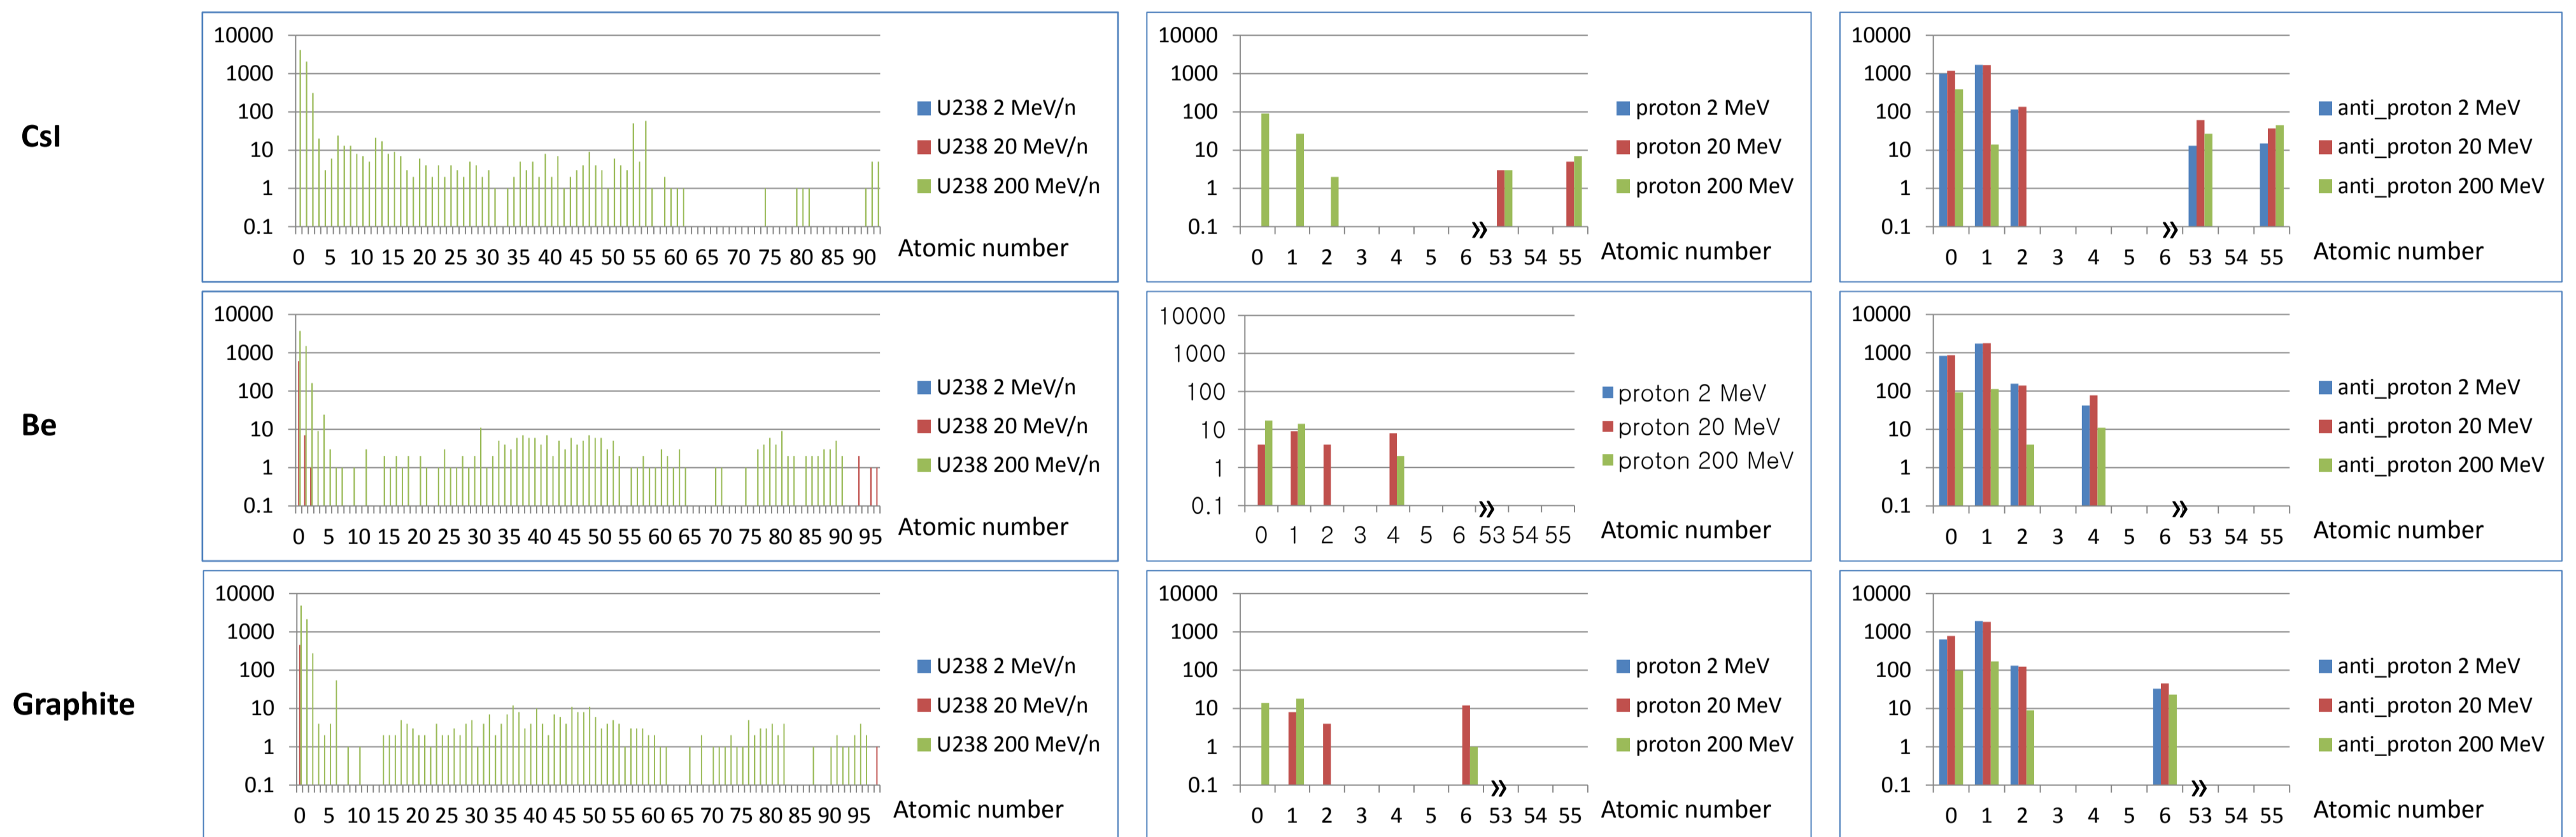 CsI
10000
1000
100
10
1
0.1
0 5 10 15 20 25 30 35 40 45 50 55 60 65 70 75 80 85 90
Atomic number
U238 2 MeV/n
U238 20 MeV/n
U238 200 MeV/n
10000
1000
100
10
1
0.1
0 1 2 3 4 5 6 53 54 55
Atomic number
proton 2 MeV
proton 20 MeV
proton 200 MeV
10000
1000
100
10
1
0.1
0 1 2 3 4 5 6 53 54 55
Atomic number
anti_proton 2 MeV
anti_proton 20 MeV
anti_proton 200 MeV
Be
10000
1000
100
10
1
0.1
0 5 10 15 20 25 30 35 40 45 50 55 60 65 70 75 80 85 90 95
Atomic number
U238 2 MeV/n
U238 20 MeV/n
U238 200 MeV/n
10000
1000
100
10
1
0.1
0 1 2 3 4 5 6 53 54 55
Atomic number
proton 2 MeV
proton 20 MeV
proton 200 MeV
10000
1000
100
10
1
0.1
0 1 2 3 4 5 6 53 54 55
Atomic number
anti_proton 2 MeV
anti_proton 20 MeV
anti_proton 200 MeV
Graphite
10000
1000
100
10
1
0.1
0 5 10 15 20 25 30 35 40 45 50 55 60 65 70 75 80 85 90 95
Atomic number
U238 2 MeV/n
U238 20 MeV/n
U238 200 MeV/n
10000
1000
100
10
1
0.1
0 1 2 3 4 5 6 53 54 55
Atomic number
proton 2 MeV
proton 20 MeV
proton 200 MeV
10000
1000
100
10
1
0.1
0 1 2 3 4 5 6 53 54 55
Atomic number
anti_proton 2 MeV
anti_proton 20 MeV
anti_proton 200 MeV